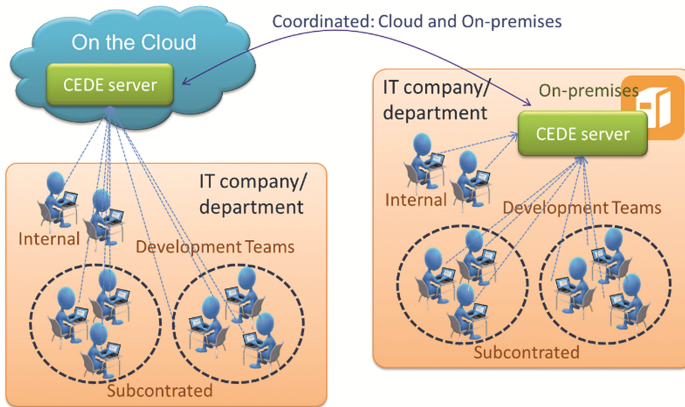 Coordinated: Cloud and On-premises
On the Cloud
CEDE server
IT company/
department
Internal
Development Teams
Subcontrated
On-premises
IT company/
department
CEDE server
Internal
Development Teams
Subcontrated